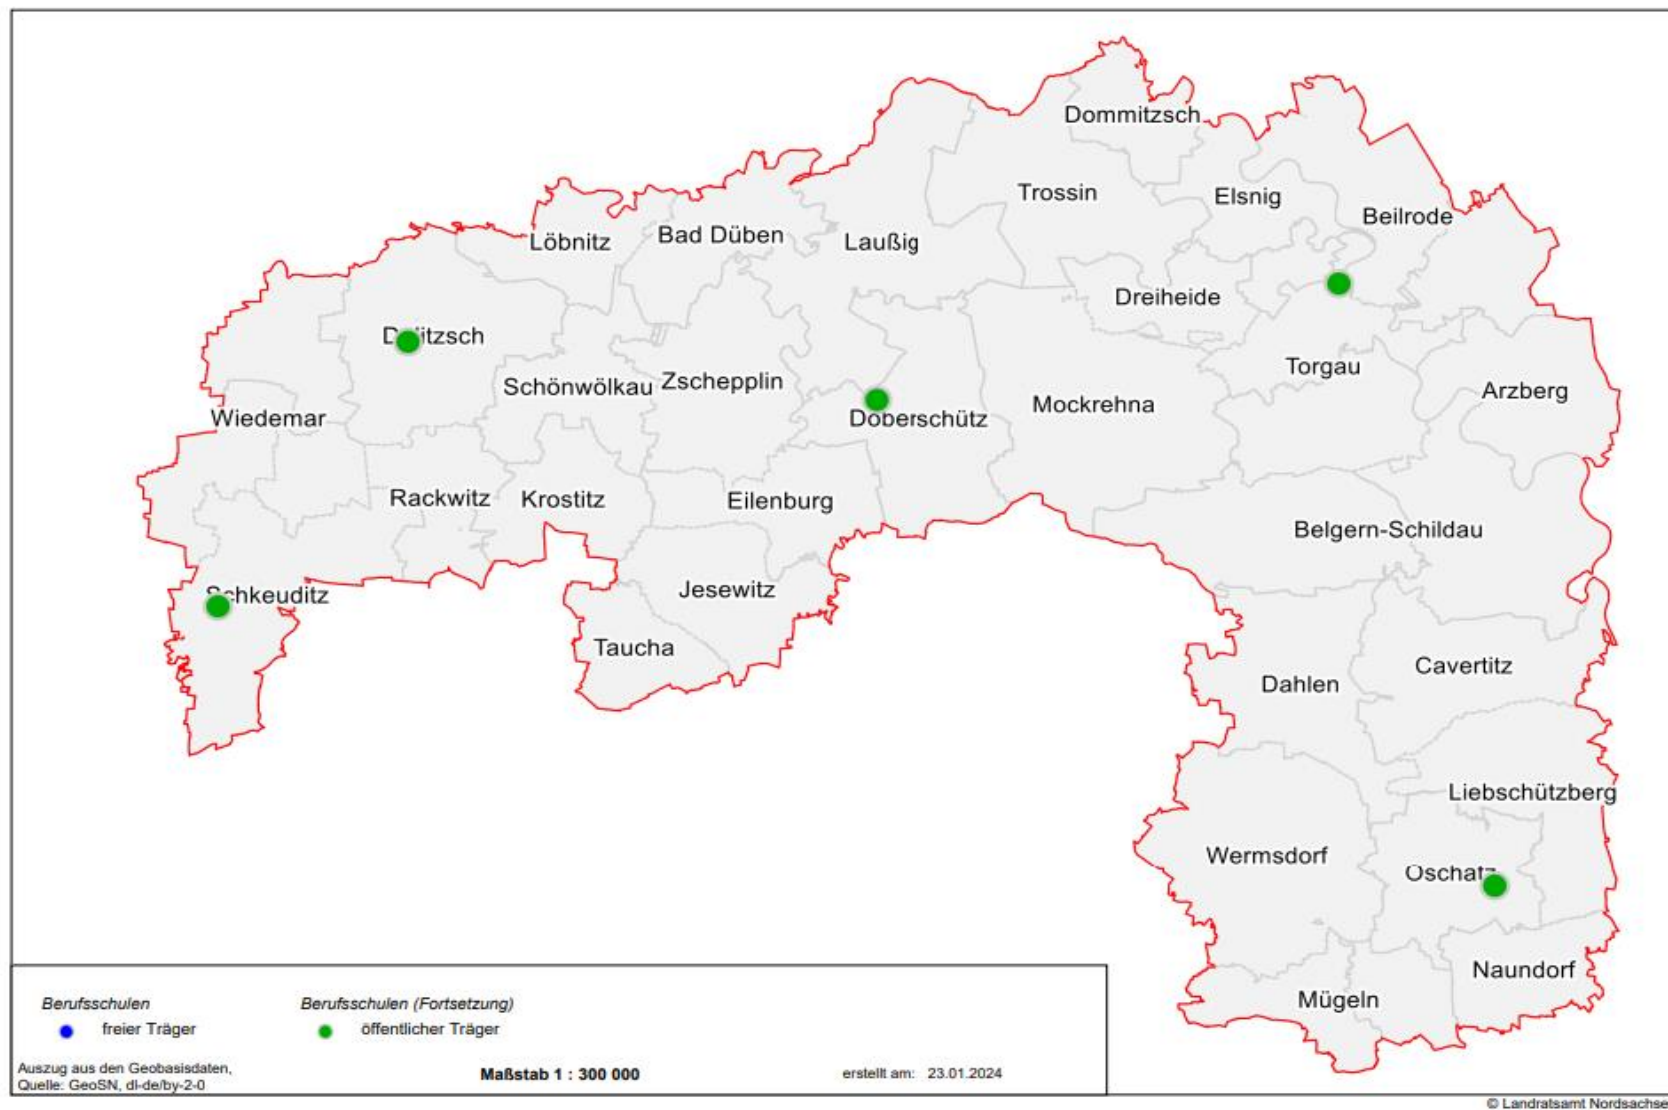 Dommitzsch
Trossin
Elsnig
Beilrode
Löbnitz
Bad Düben
Laußig
Dreiheide
Delitzsch
Schönwölkau
Zschepplin
Torgau
Arzberg
Wiedemar
Doberschütz
Mockrehna
Rackwitz
Krostitz
Eilenburg
Belgern-Schildau
Schkeuditz
Jesewitz
Taucha
Cavertitz
Dahlen
Liebschützberg
Wermsdorf
Oschatz
Naundorf
Mügeln
Berufsschulen
freier Träger
Berufsschulen (Fortsetzung)
öffentlicher Träger
Auszug aus den Geobasisdaten,
Quelle: GeoSN, dl-de/by-2-0
Maßstab 1 : 300 000
erstellt am: 23.01.2024
© Landratsamt Nordsachse